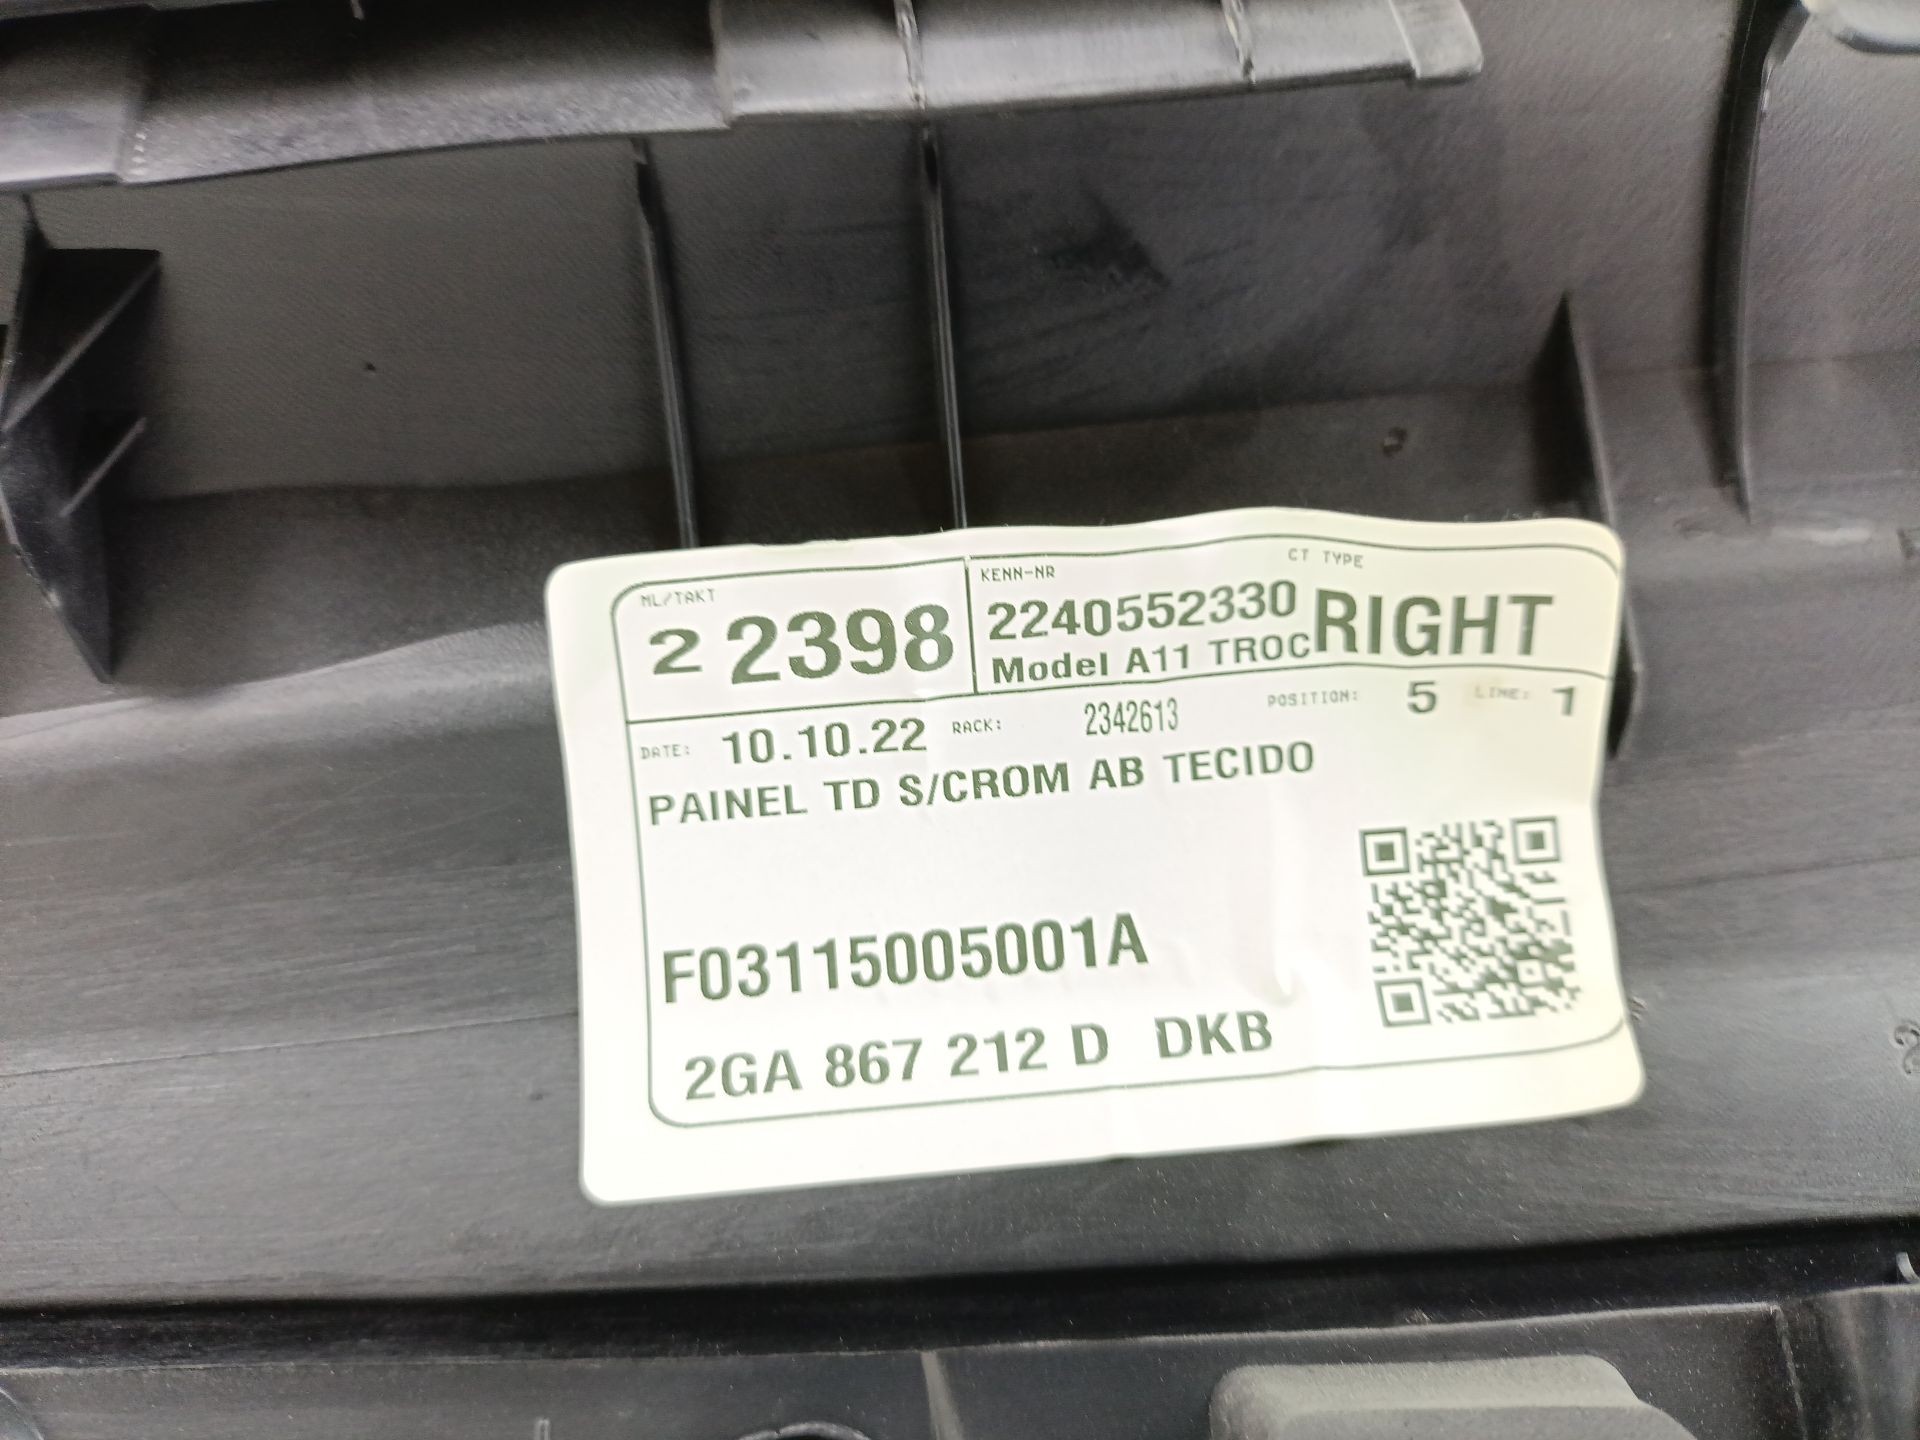 ML/TAKT
2 2398
KENN-NR
CT TYPE
2240552330
Model A11 TROC
RIGHT
DATE: 10.10.22 RACK: 2342613 POSITION: 5 LINE: 1
PAINEL TD S/CROM AB TECIDO
F03115005001A
2GA 867 212 D DKB